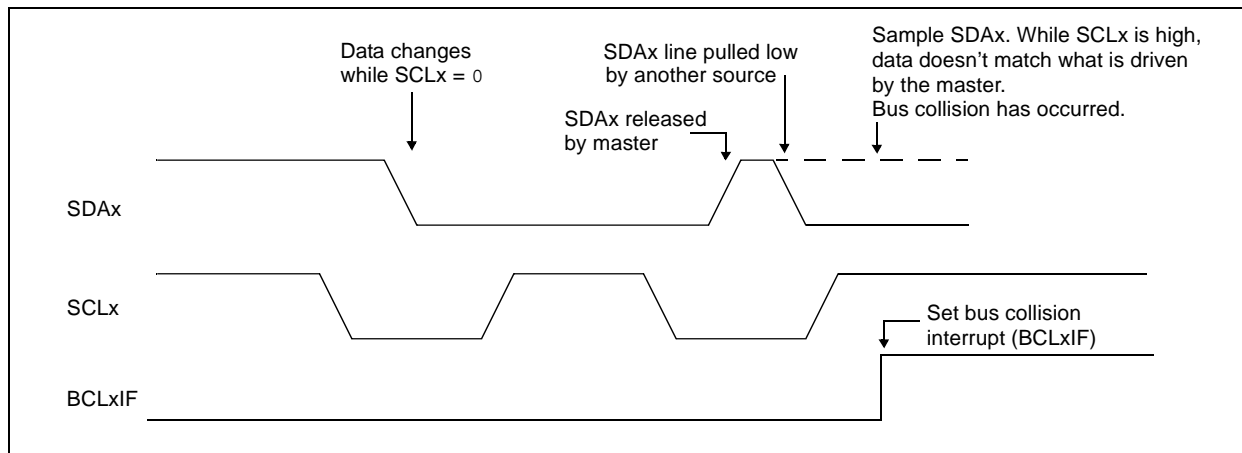 Data changes
while SCLx = 0
SDAx line pulled low
by another source
Sample SDAx. While SCLx is high,
data doesn't match what is driven
by the master.
Bus collision has occurred.
SDAx released
by master
SDAx
SCLx
Set bus collision
interrupt (BCLxIF)
BCLxIF